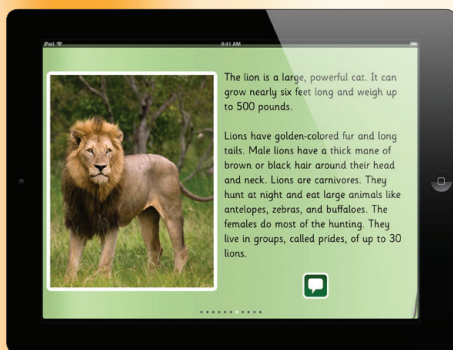 iPad
9:41 AM
The lion is a large, powerful cat. It can
grow nearly six feet long and weigh up
to 500 pounds.
Lions have golden-colored fur and long
tails. Male lions have a thick mane of
brown or black hair around their head
and neck. Lions are carnivores. They
hunt at night and eat large animals like
antelopes, zebras, and buffaloes. The
females do most of the hunting. They
live in groups, called prides, of up to 30
lions.